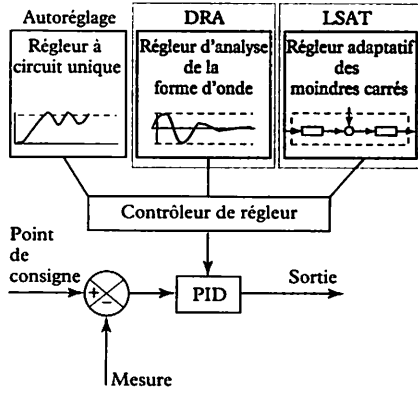 Autoréglage
DRA
LSAT
Régleur à
circuit unique
Régleur d'analyse
de la
forme d'onde
Régleur adaptatif
des
moindres carrés
Contrôleur de régleur
Point
de
consigne
+
−
PID
Sortie
Mesure